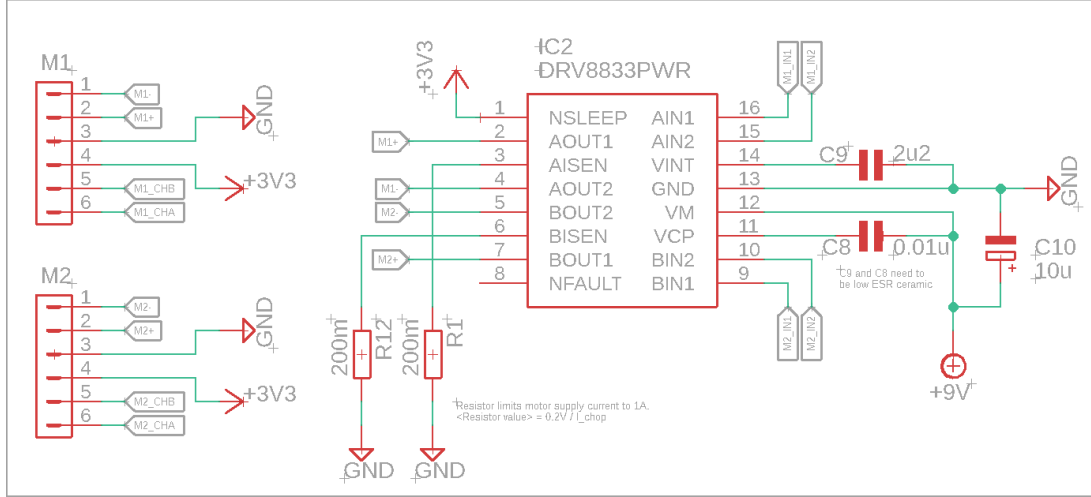 M1
1 M1-
2 M1+
3 GND
4 +3V3
5 M1_CHB
6 M1_CHA
M2
1 M2-
2 M2+
3 GND
4 +3V3
5 M2_CHB
6 M2_CHA
IC2
DRV8833PWR
+3V3
1 NSLEEP AIN1 16
M1+ 2 AOUT1 AIN2 15
3 AISEN VINT 14
M1- 4 AOUT2 GND 13
M2- 5 BOUT2 VM 12
6 BISEN VCP 11
M2+ 7 BOUT1 BIN2 10
8 NFAULT BIN1 9
M1_IN1
M1_IN2
C9 2u2
GND
C8 0.01u
C9 and C8 need to
be low ESR ceramic
C10
10u
+
M2_IN1
M2_IN2
+9V
200m R12
200m R1
GND
GND
Resistor limits motor supply current to 1A.
<Resistor value> = 0.2V / I_chop